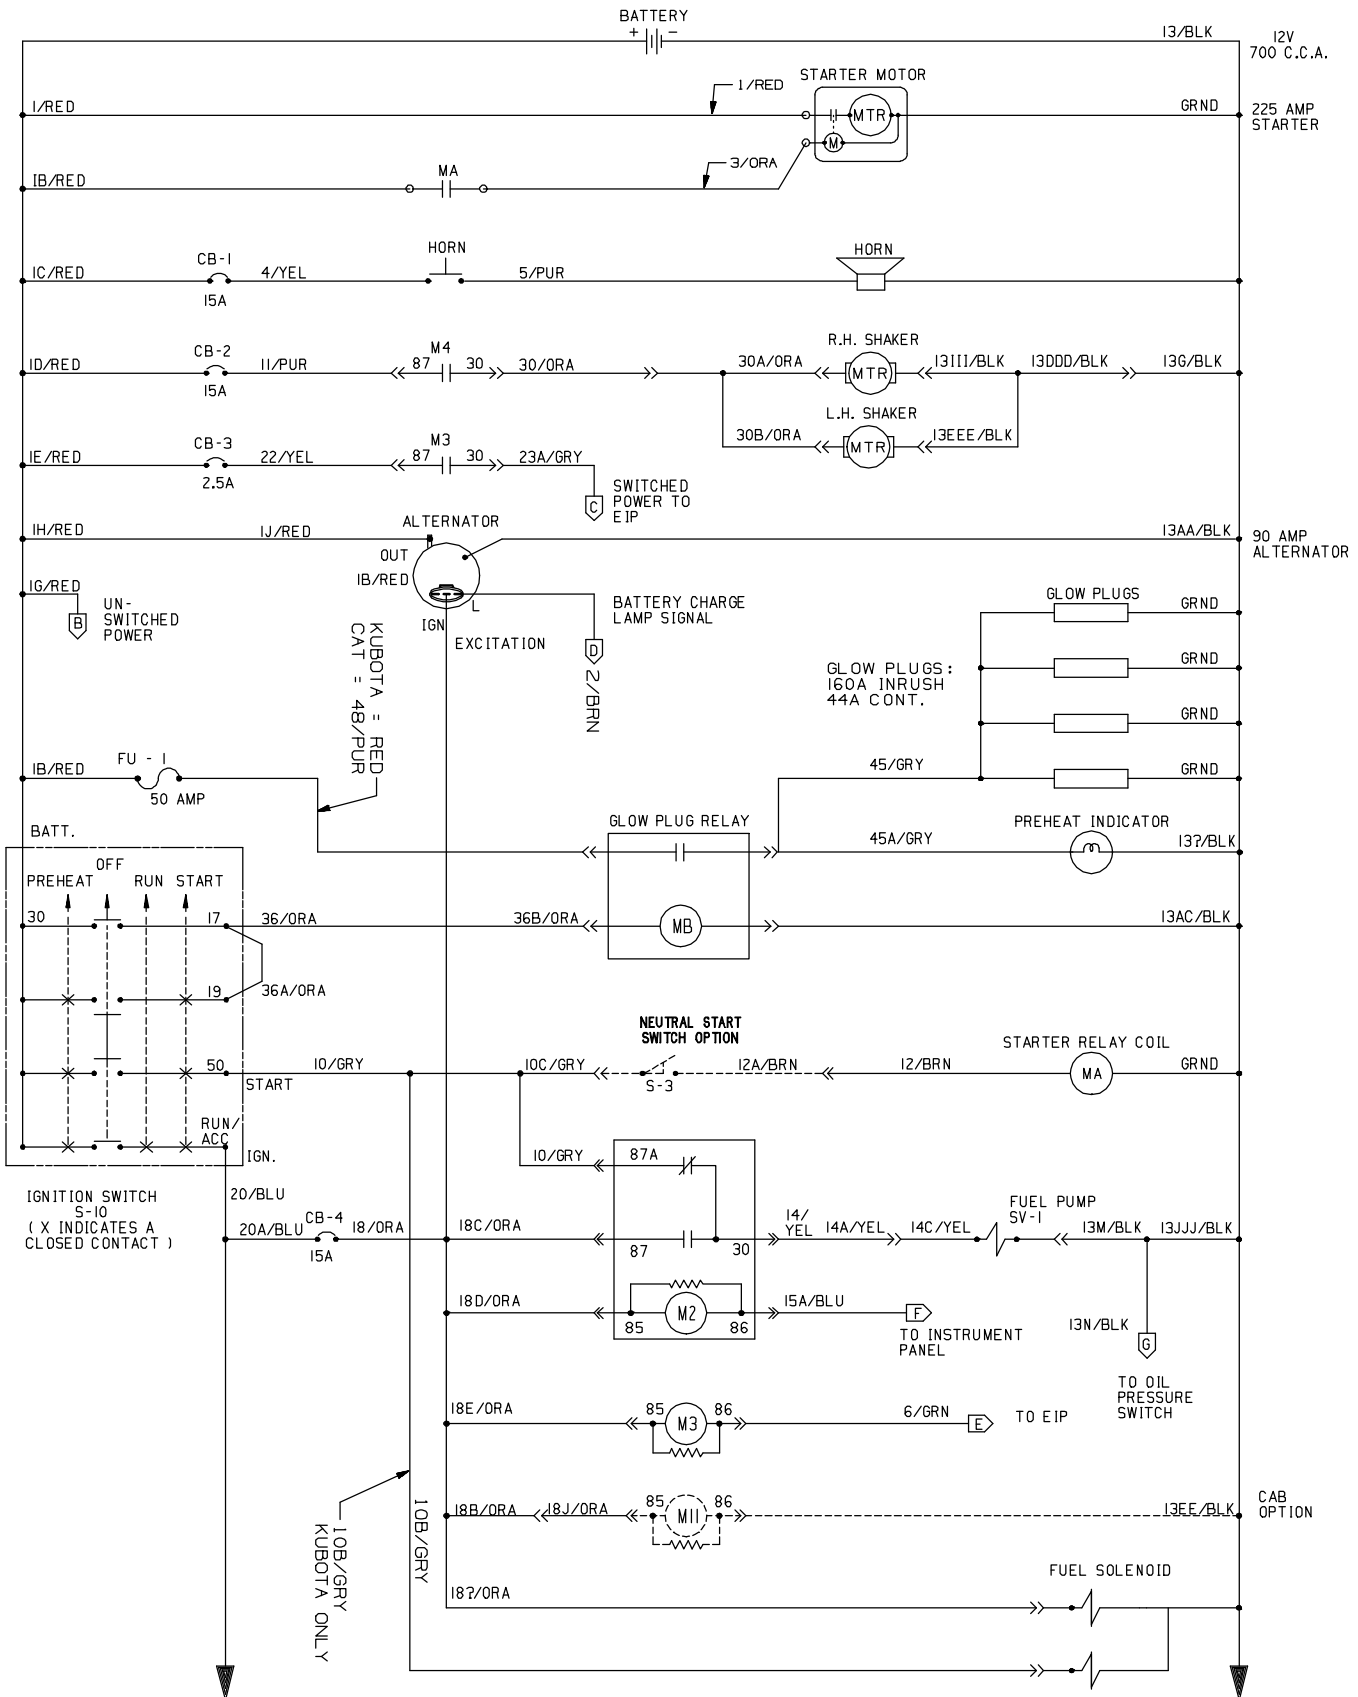 BATTERY
+ -
13/BLK
12V
700 C.C.A.
STARTER MOTOR
1/RED
1/RED
MTR
GRND
225 AMP
STARTER
M
3/ORA
1B/RED
MA
HORN
HORN
CB-1
1C/RED
4/YEL
5/PUR
15A
R.H. SHAKER
M4
CB-2
1D/RED
11/PUR
87
30
30/ORA
30A/ORA
MTR
13III/BLK
13DDD/BLK
13G/BLK
15A
L.H. SHAKER
30B/ORA
MTR
13EEE/BLK
M3
CB-3
1E/RED
22/YEL
87
30
23A/GRY
2.5A
C
SWITCHED
POWER TO
EIP
ALTERNATOR
1H/RED
1J/RED
13AA/BLK
90 AMP
ALTERNATOR
OUT
1B/RED
L
IGN
EXCITATION
1G/RED
B
UN-
SWITCHED
POWER
BATTERY CHARGE
LAMP SIGNAL
D
2/BRN
GLOW PLUGS
GRND
GRND
GRND
GRND
GLOW PLUGS:
160A INRUSH
44A CONT.
KUBOTA = RED
CAT = 48/PUR
FU - 1
1B/RED
50 AMP
45/GRY
GLOW PLUG RELAY
PREHEAT INDICATOR
45A/GRY
13?/BLK
BATT.
OFF
PREHEAT
RUN
START
30
17
36/ORA
36B/ORA
MB
13AC/BLK
19
36A/ORA
NEUTRAL START
SWITCH OPTION
STARTER RELAY COIL
50
10/GRY
10C/GRY
S-3
12A/BRN
12/BRN
MA
GRND
START
RUN/
ACC
IGN.
10/GRY
87A
IGNITION SWITCH
S-10
( X INDICATES A
CLOSED CONTACT )
20/BLU
20A/BLU
CB-4
15A
18/ORA
18C/ORA
87
30
14/
YEL
14A/YEL
14C/YEL
FUEL PUMP
SV-1
13M/BLK
13JJJ/BLK
18D/ORA
85
M2
86
15A/BLU
F
TO INSTRUMENT
PANEL
13N/BLK
G
TO OIL
PRESSURE
SWITCH
18E/ORA
85
M3
86
6/GRN
E
TO EIP
10B/GRY
KUBOTA ONLY
10B/GRY
18B/ORA
18J/ORA
85
M11
86
13EE/BLK
CAB
OPTION
FUEL SOLENOID
18?/ORA